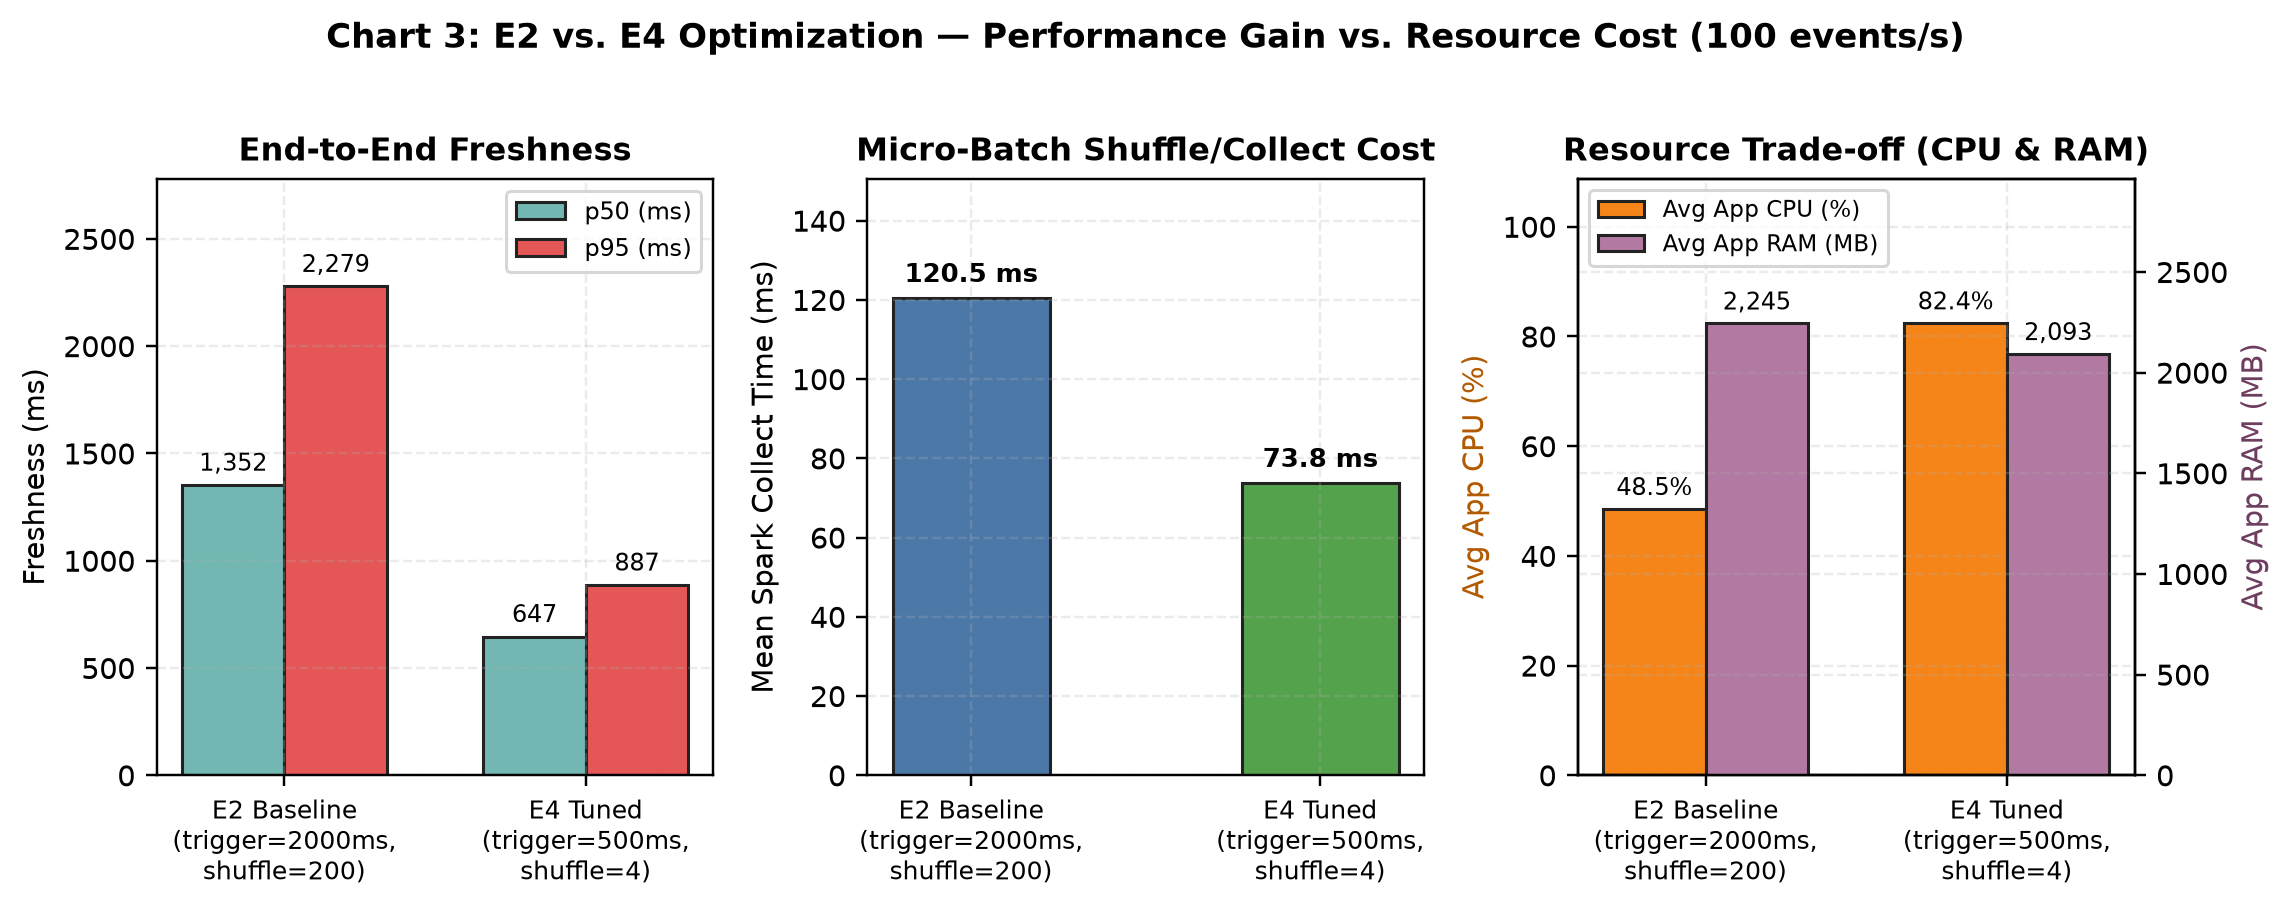 Chart 3: E2 vs. E4 Optimization — Performance Gain vs. Resource Cost (100 events/s)
End-to-End Freshness
Freshness (ms)
2500
2000
1500
1000
500
0
p50 (ms)
p95 (ms)
1,352
2,279
647
887
E2 Baseline
(trigger=2000ms,
shuffle=200)
E4 Tuned
(trigger=500ms,
shuffle=4)
Micro-Batch Shuffle/Collect Cost
Mean Spark Collect Time (ms)
140
120
100
80
60
40
20
0
120.5 ms
73.8 ms
E2 Baseline
(trigger=2000ms,
shuffle=200)
E4 Tuned
(trigger=500ms,
shuffle=4)
Resource Trade-off (CPU & RAM)
Avg App CPU (%)
100
80
60
40
20
0
Avg App CPU (%)
Avg App RAM (MB)
48.5%
2,245
82.4%
2,093
2500
2000
1500
1000
500
0
Avg App RAM (MB)
E2 Baseline
(trigger=2000ms,
shuffle=200)
E4 Tuned
(trigger=500ms,
shuffle=4)